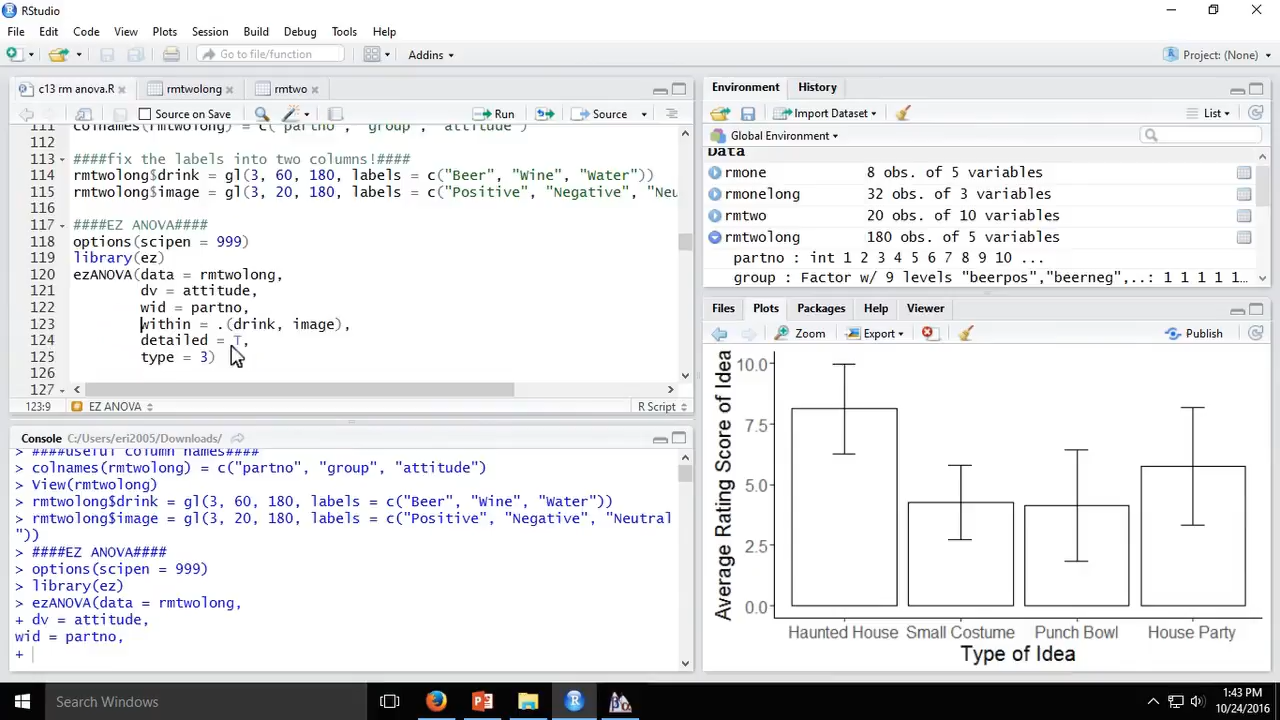 RStudio
File Edit Code View Plots Session Build Debug Tools Help
Go to file/function Addins Project: (None)
c13 rm anova.R rmtwolong rmtwo
Source on Save Run Source
111 colnames(rmtwolong) = c("partno", "group", "attitude")
112
113 ####fix the labels into two columns!####
114 rmtwolong$drink = gl(3, 60, 180, labels = c("Beer", "Wine", "Water"))
115 rmtwolong$image = gl(3, 20, 180, labels = c("Positive", "Negative", "Neu
116
117 ####EZ ANOVA####
118 options(scipen = 999)
119 library(ez)
120 ezANOVA(data = rmtwolong,
121 dv = attitude,
122 wid = partno,
123 within = .(drink, image),
124 detailed = T,
125 type = 3)
126
127
123:9 EZ ANOVA R Script
Console C:/Users/eri2005/Downloads/
> ####useful column names####
> colnames(rmtwolong) = c("partno", "group", "attitude")
> View(rmtwolong)
rmtwolong$drink = gl(3, 60, 180, labels = c("Beer", "Wine", "Water"))
> rmtwolong$image = gl(3, 20, 180, labels = c("Positive", "Negative", "Neutral
"))
> ####EZ ANOVA####
> options(scipen = 999)
> library(ez)
> ezANOVA(data = rmtwolong,
+ dv = attitude,
wid = partno,
+
Environment History
Import Dataset List
Global Environment
Data
rmone 8 obs. of 5 variables
rmonelong 32 obs. of 3 variables
rmtwo 20 obs. of 10 variables
rmtwolong 180 obs. of 5 variables
partno : int 1 2 3 4 5 6 7 8 9 10 ...
group : Factor w/ 9 levels "beerpos","beerneg",..: 1 1 1 1 1…
Files Plots Packages Help Viewer
Zoom Export Publish
Average Rating Score of Idea
10.0
7.5
5.0
2.5
0.0
Haunted House Small Costume Punch Bowl House Party
Type of Idea
Search Windows
1:43 PM
10/24/2016